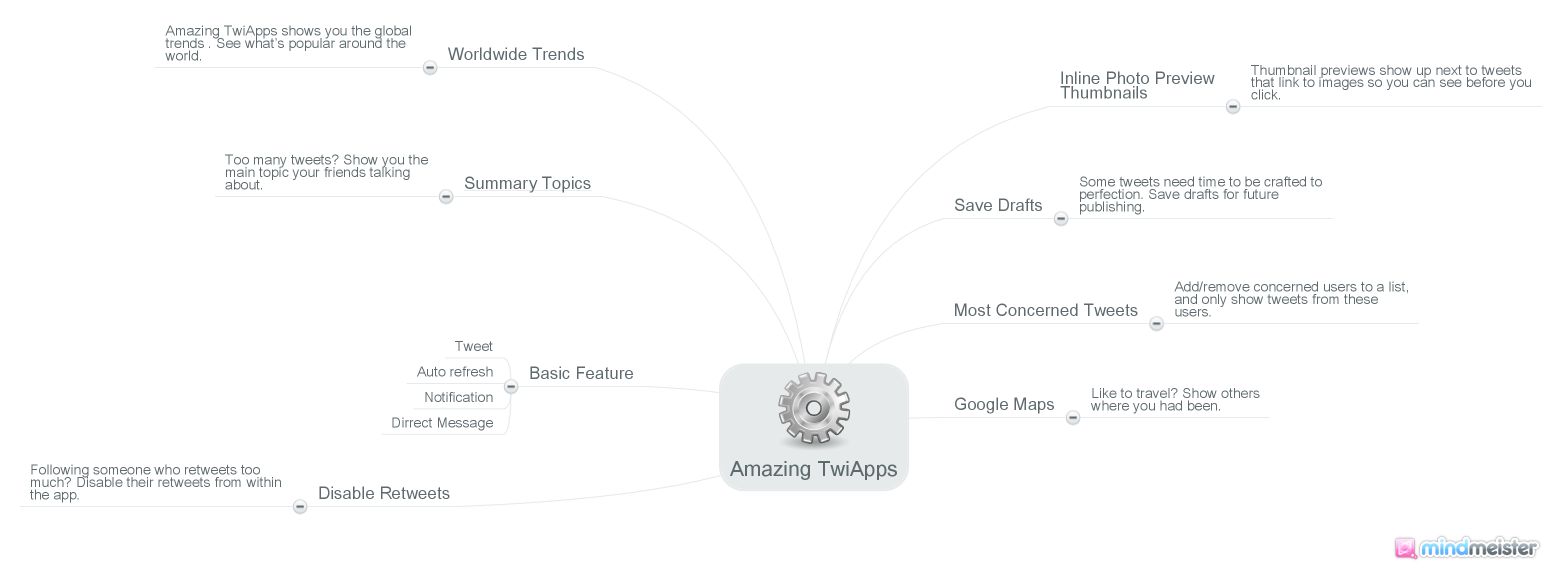 Amazing TwiApps shows you the global
trends . See what's popular around the
world.
Worldwide Trends
Too many tweets? Show you the
main topic your friends talking
about.
Summary Topics
Tweet
Auto refresh
Notification
Dirrect Message
Basic Feature
Following someone who retweets too
much? Disable their retweets from within
the app.
Disable Retweets
Amazing TwiApps
Inline Photo Preview
Thumbnails
Thumbnail previews show up next to tweets
that link to images so you can see before you
click.
Save Drafts
Some tweets need time to be crafted to
perfection. Save drafts for future
publishing.
Most Concerned Tweets
Add/remove concerned users to a list,
and only show tweets from these
users.
Google Maps
Like to travel? Show others
where you had been.
mindmeister